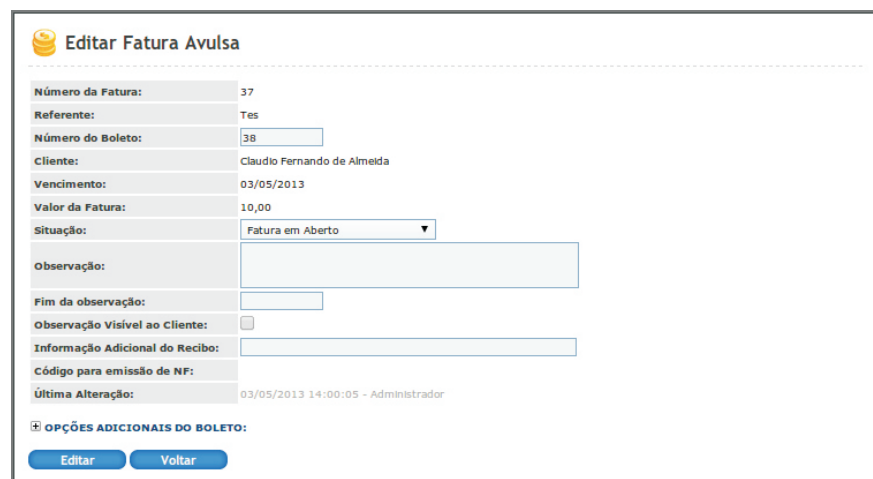 Editar Fatura Avulsa
Número da Fatura: 37
Referente: Tes
Número do Boleto: 38
Cliente: Claudio Fernando de Almeida
Vencimento: 03/05/2013
Valor da Fatura: 10,00
Situação: Fatura em Aberto
Observação:
Fim da observação:
Observação Visível ao Cliente:
Informação Adicional do Recibo:
Código para emissão de NF:
Última Alteração: 03/05/2013 14:00:05 - Administrador
OPÇÕES ADICIONAIS DO BOLETO:
Editar Voltar